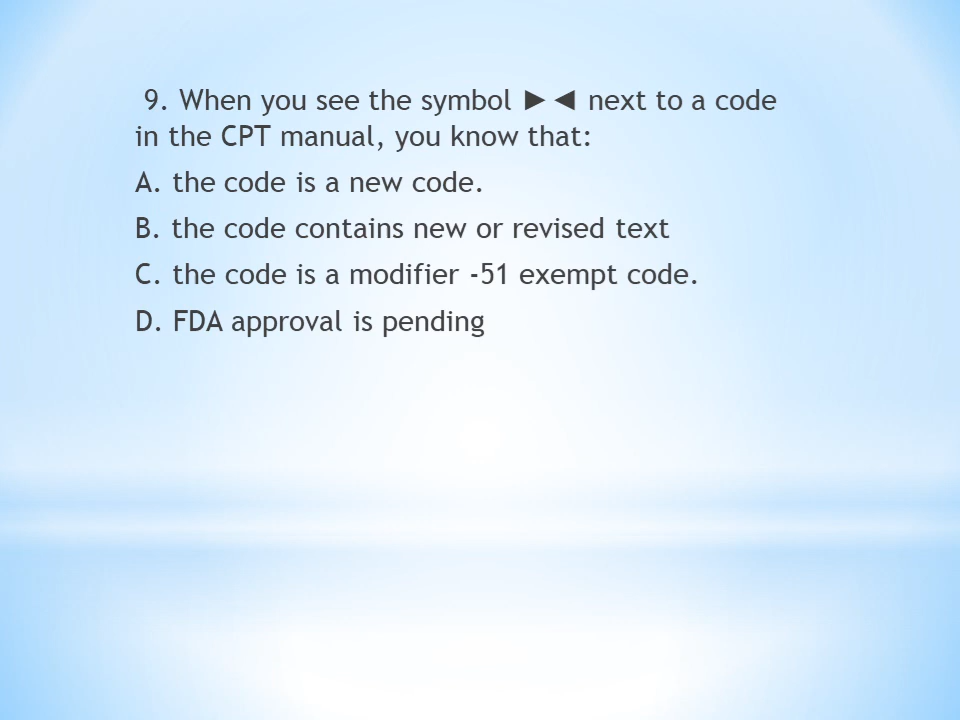 9. When you see the symbol ►◄ next to a code
in the CPT manual, you know that:
A. the code is a new code.
B. the code contains new or revised text
C. the code is a modifier -51 exempt code.
D. FDA approval is pending